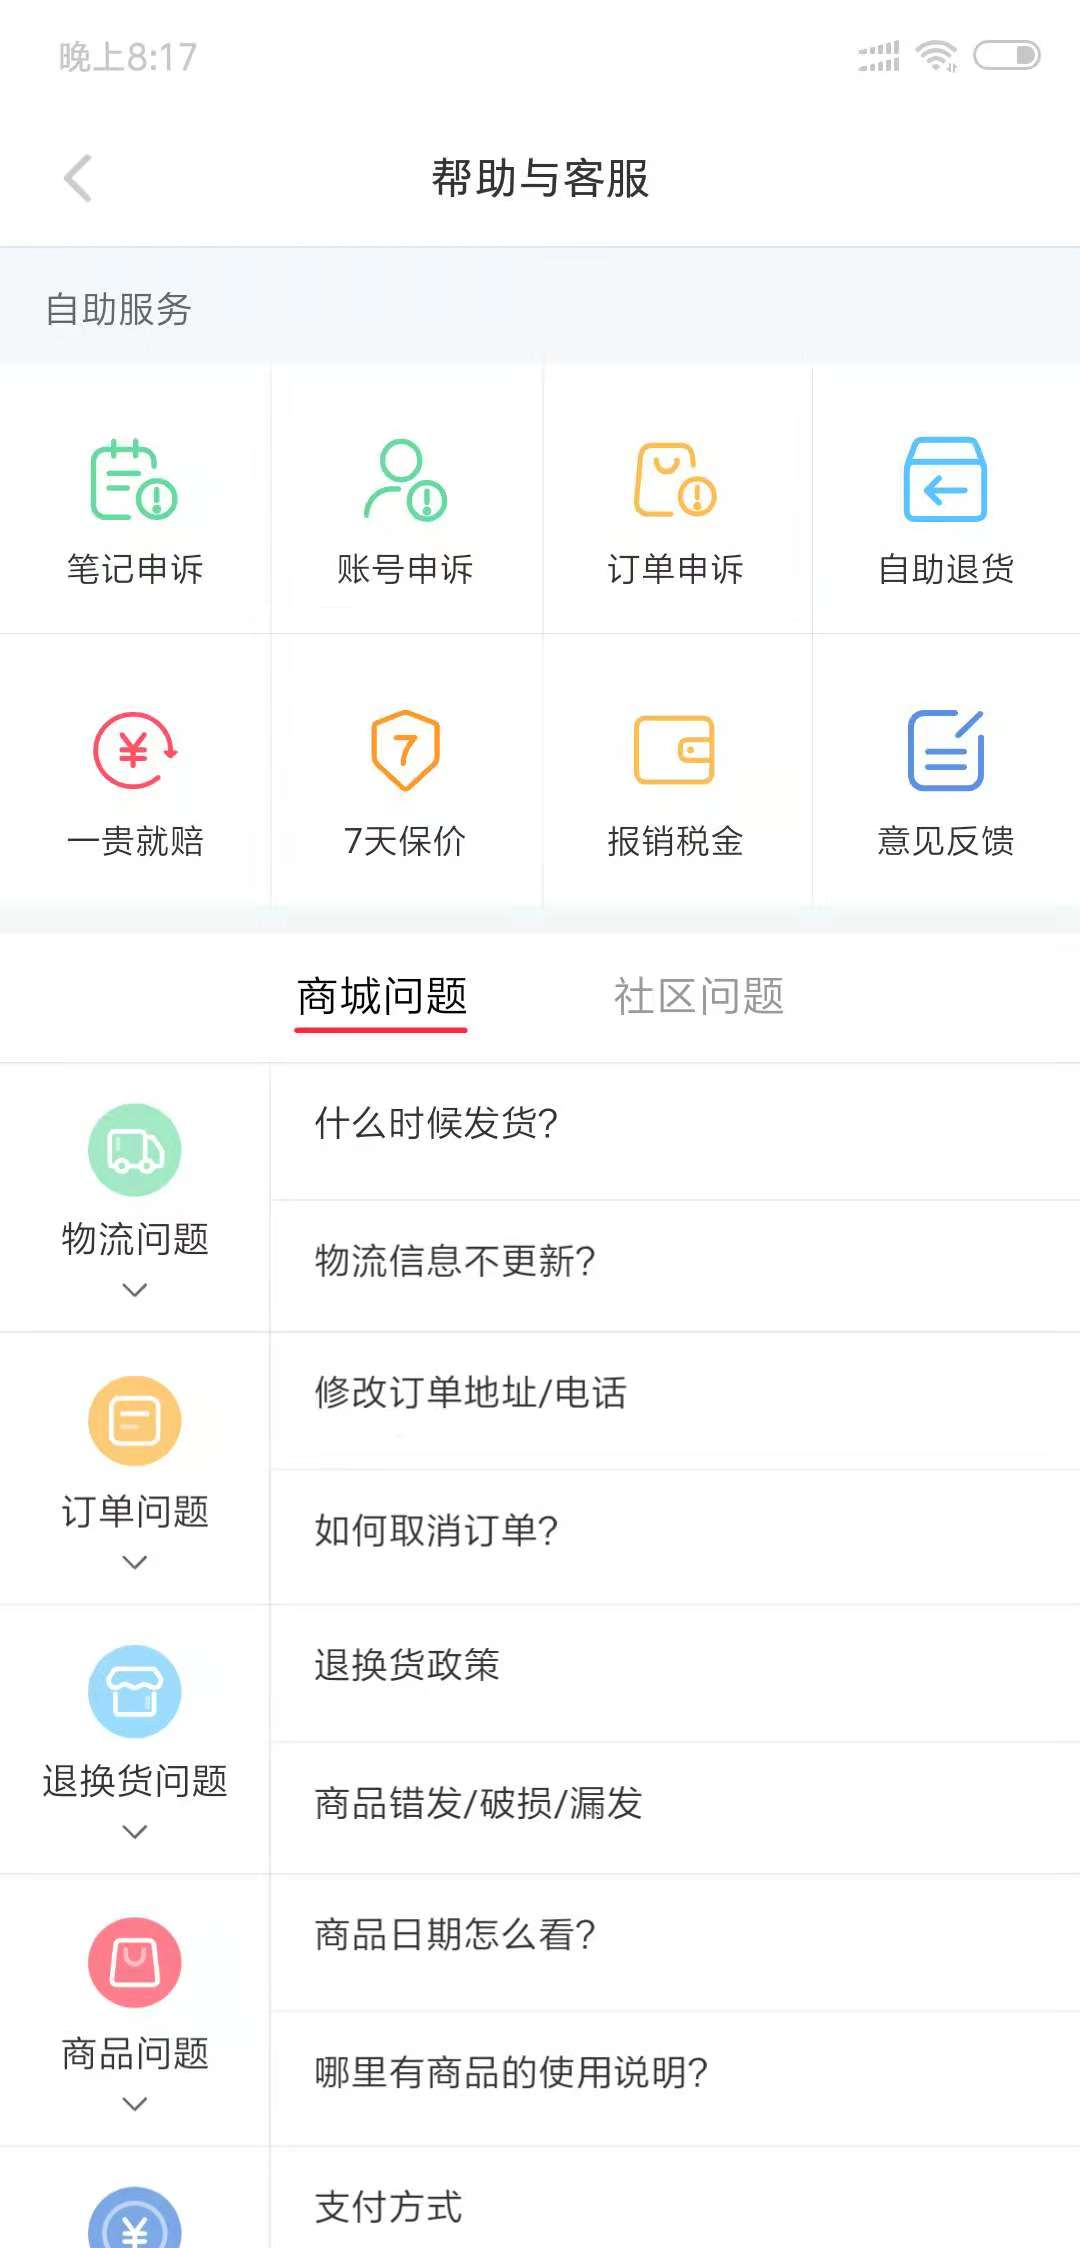 晚上8:17
帮助与客服
自助服务
笔记申诉
账号申诉
订单申诉
自助退货
¥
7
一贵就赔
7天保价
报销税金
意见反馈
商城问题
社区问题
物流问题
什么时候发货?
物流信息不更新?
订单问题
修改订单地址/电话
如何取消订单?
退换货问题
退换货政策
商品错发/破损/漏发
商品问题
商品日期怎么看?
哪里有商品的使用说明?
¥
支付方式